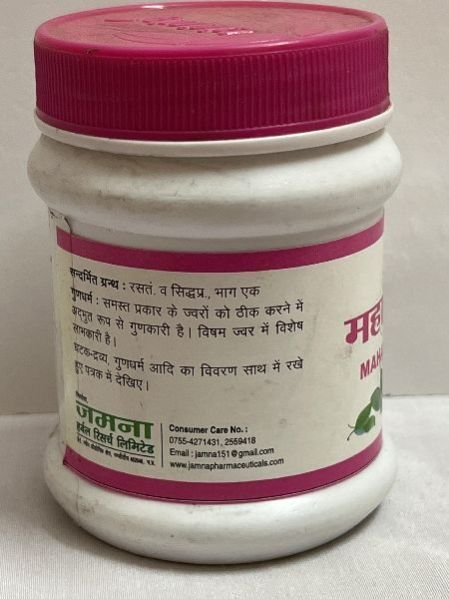 सन्दर्मित ग्रन्थ : रसतं. व सिद्धप्र., भाग एक
गुणधर्म : समस्त प्रकार के ज्वरों को ठीक करने में
अद्भुत रूप से गुणकारी है। विषम ज्वर में विशेष
लाभकारी है।
घटक-द्रव्य, गुणधर्म आदि का विवरण साथ में रखे
हुए पत्रक में देखिए।
जमना
हर्बल रिसर्च लिमिटेड
Consumer Care No. :
0755-4271431, 2559418
Email : jamna151@gmail.com
www.jamnapharmaceuticals.com